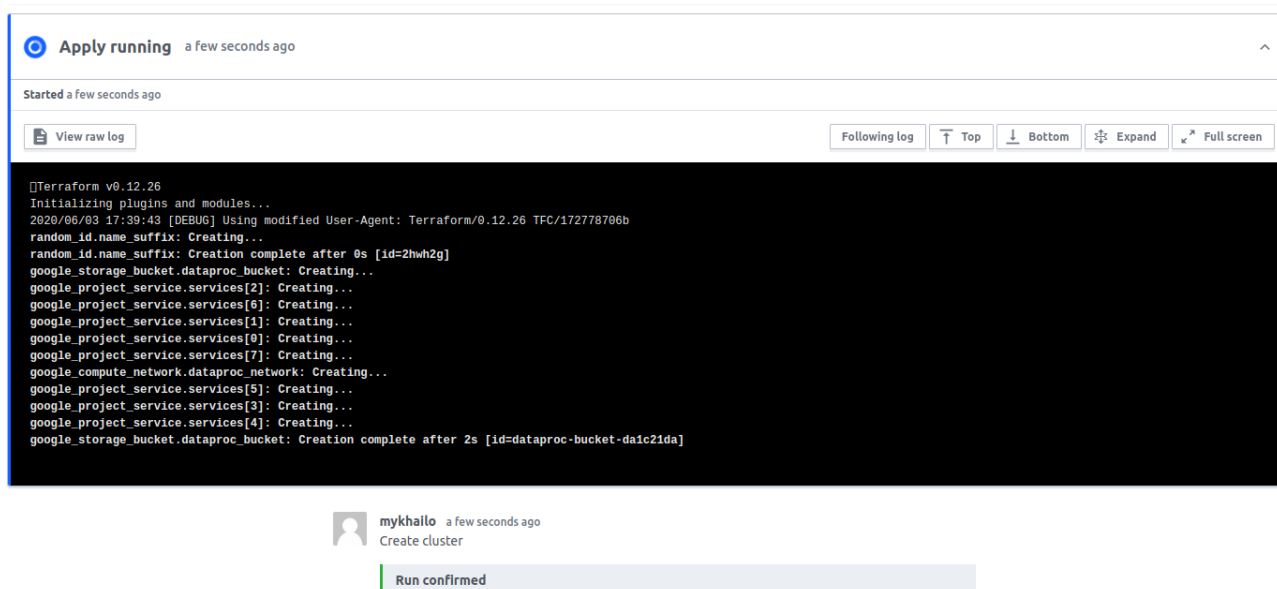 Apply running a few seconds ago
Started a few seconds ago
View raw log Following log Top Bottom Expand Full screen
Terraform v0.12.26
Initializing plugins and modules...
2020/06/03 17:39:43 [DEBUG] Using modified User-Agent: Terraform/0.12.26 TFC/172778706b
random_id.name_suffix: Creating...
random_id.name_suffix: Creation complete after 0s [id=2hwh2g]
google_storage_bucket.dataproc_bucket: Creating...
google_project_service.services[2]: Creating...
google_project_service.services[6]: Creating...
google_project_service.services[1]: Creating...
google_project_service.services[0]: Creating...
google_project_service.services[7]: Creating...
google_compute_network.dataproc_network: Creating...
google_project_service.services[5]: Creating...
google_project_service.services[3]: Creating...
google_project_service.services[4]: Creating...
google_storage_bucket.dataproc_bucket: Creation complete after 2s [id=dataproc-bucket-da1c21da]
mykhailo a few seconds ago
Create cluster
Run confirmed